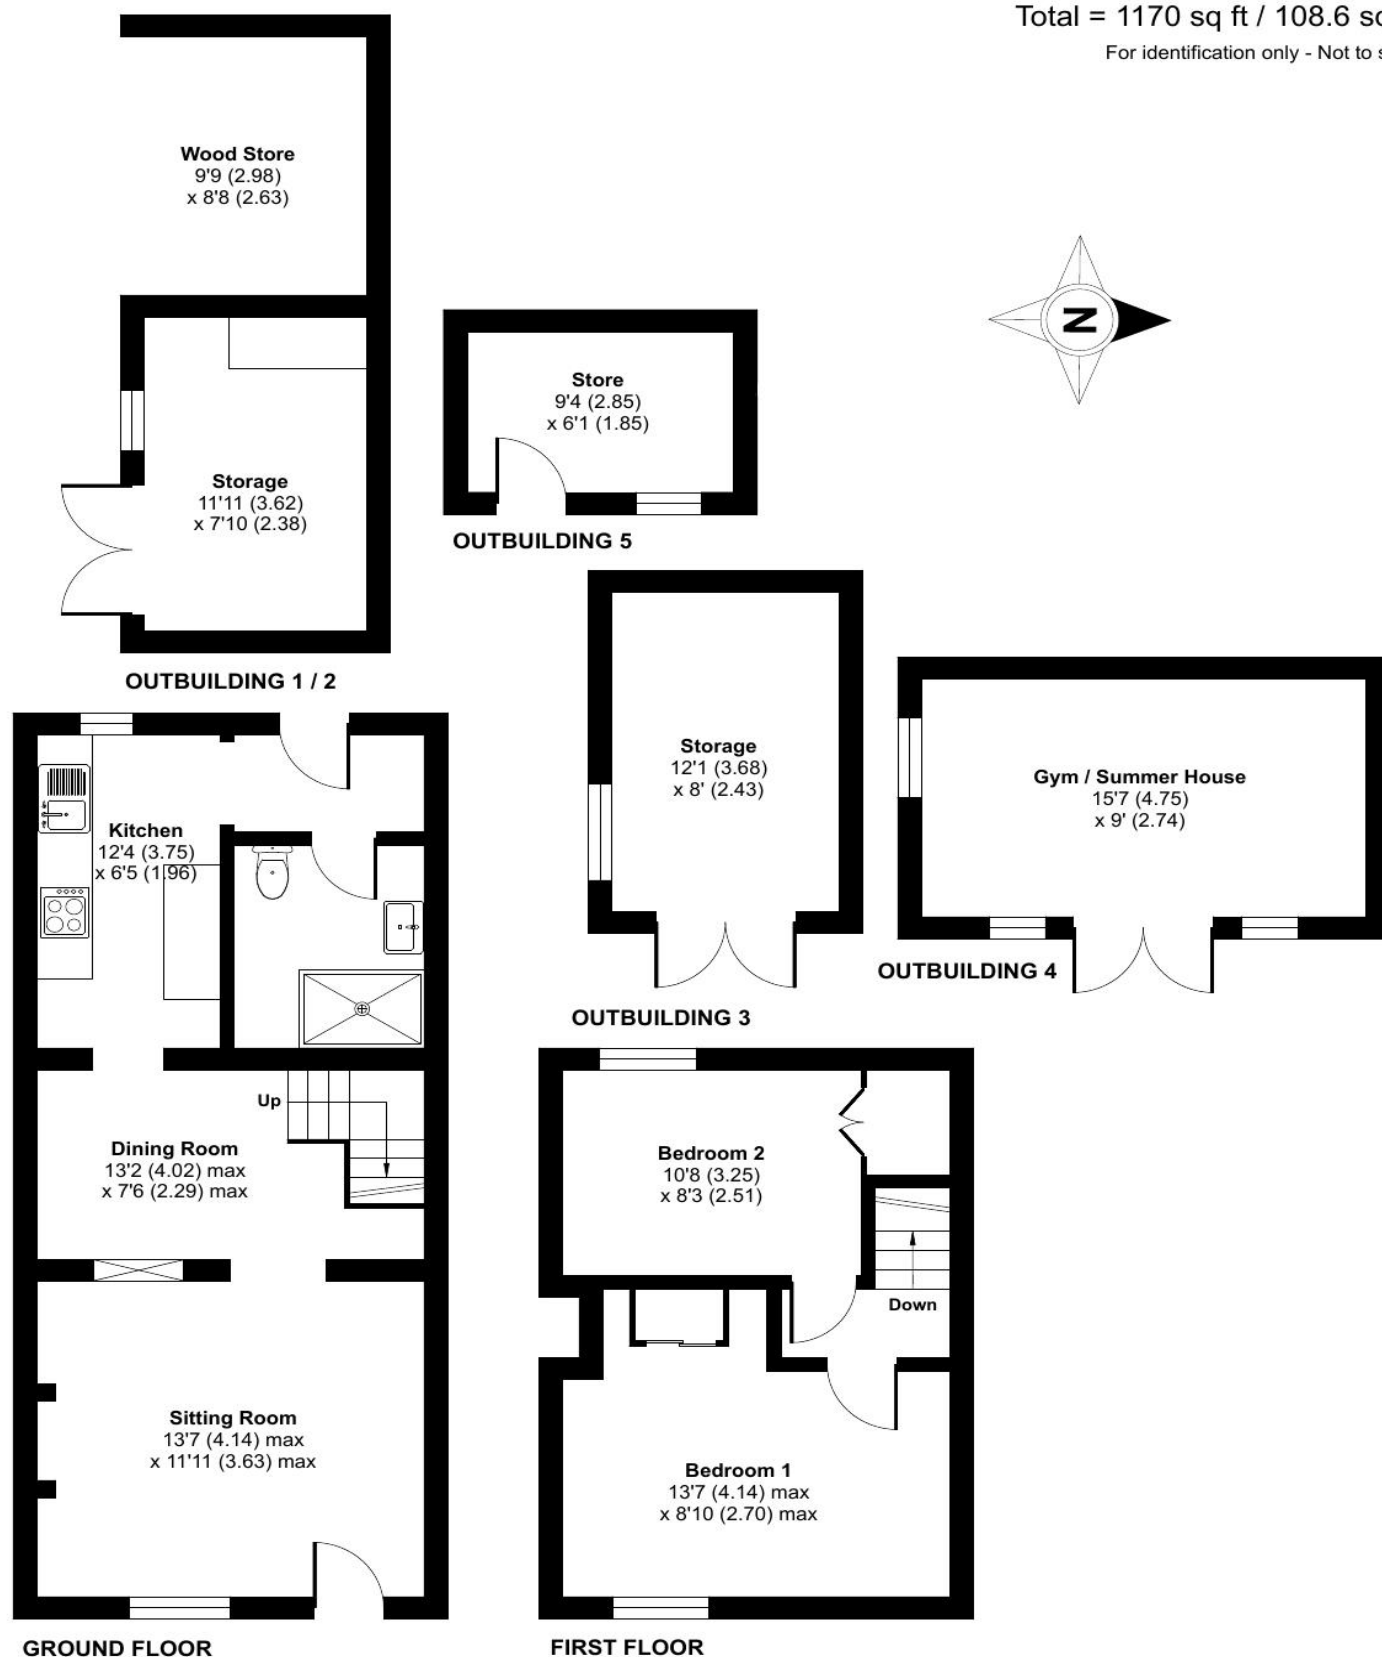 Total = 1170 sq ft / 108.6
For identification only - Not to
Wood Store
9'9 (2.98)
x 8'8 (2.63)
Storage
11'11 (3.62)
x 7'10 (2.38)
OUTBUILDING 1 / 2
Store
9'4 (2.85)
x 6'1 (1.85)
OUTBUILDING 5
N
Storage
12'1 (3.68)
x 8' (2.43)
OUTBUILDING 3
Gym / Summer House
15'7 (4.75)
x 9' (2.74)
OUTBUILDING 4
Kitchen
12'4 (3.75)
x 6'5 (1.96)
Up
Dining Room
13'2 (4.02) max
x 7'6 (2.29) max
Sitting Room
13'7 (4.14) max
x 11'11 (3.63) max
GROUND FLOOR
Bedroom 2
10'8 (3.25)
x 8'3 (2.51)
Down
Bedroom 1
13'7 (4.14) max
x 8'10 (2.70) max
FIRST FLOOR